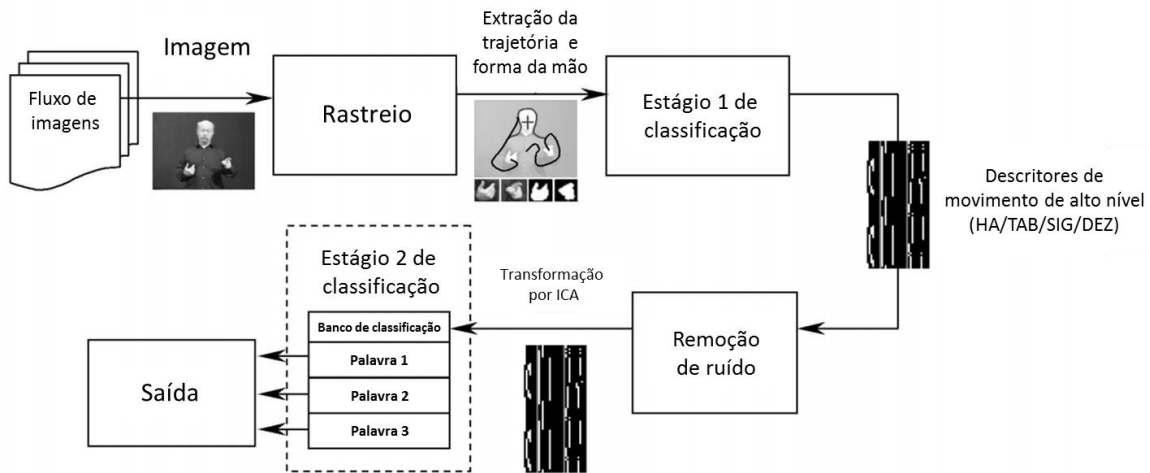 Fluxo de
imagens
Imagem
Rastreio
Extração da
trajetória e
forma da mão
Estágio 1 de
classificação
Descritores de
movimento de alto nível
(HA/TAB/SIG/DEZ)
Remoção
de ruído
Transformação
por ICA
Estágio 2 de
classificação
Banco de classificação
Palavra 1
Palavra 2
Palavra 3
Saída